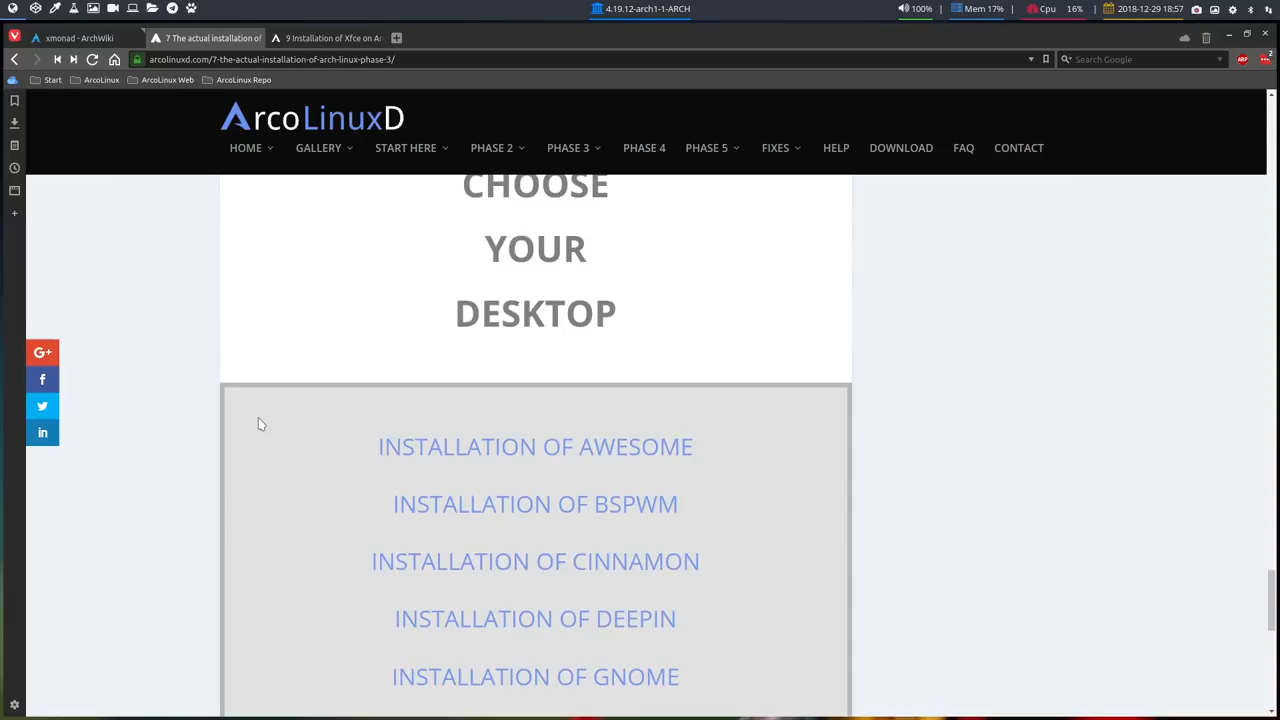 4.19.12-arch1-1-ARCH
100%
Mem 17%
Cpu 16%
2018-12-29 18:57
xmonad - ArchWiki
7 The actual installation of
9 Installation of Xfce on Ar
arcolinuxd.com/7-the-actual-installation-of-arch-linux-phase-3/
Search Google
ABP
2
Start
ArcoLinux
ArcoLinux Web
ArcoLinux Repo
ArcoLinuxD
HOME
GALLERY
START HERE
PHASE 2
PHASE 3
PHASE 4
PHASE 5
FIXES
HELP
DOWNLOAD
FAQ
CONTACT
CHOOSE
YOUR
DESKTOP
G+
f
in
INSTALLATION OF AWESOME
INSTALLATION OF BSPWM
INSTALLATION OF CINNAMON
INSTALLATION OF DEEPIN
INSTALLATION OF GNOME